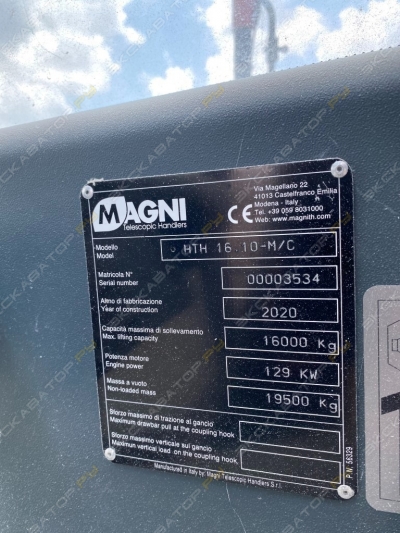 MAGNI
Telescopic Handlers
CE
Via Magellano 22
41013 Castelfranco Emilia
Modena - Italy
Tel. +39 059 8031000
Web: www.magnith.com
Modello
Model
HTH 16.10-M/C
Matricola N°
Serial number
00003534
Anno di fabbricazione
Year of construction
2020
Capacità massima di sollevamento
Max. lifting capacity
16000 Kg
Potenza motore
Engine power
129 KW
Massa a vuoto
Non-loaded mass
19500 Kg
Sforzo massimo di trazione al gancio
Maximum drawbar pull at the coupling hook
Sforzo massimo verticale sul gancio
Maximum vertical load on the coupling hook
Manufactured in Italy by: Magni Telescopic Handlers S.r.l.
P.N. 56329